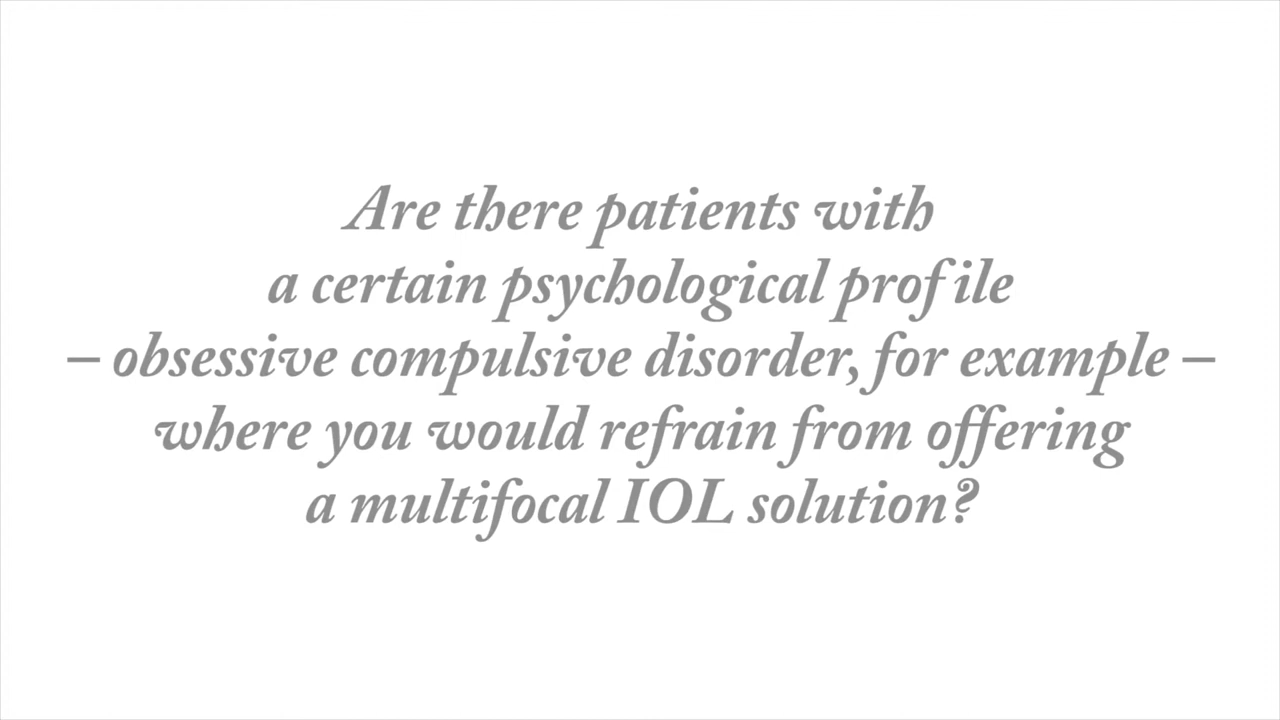 Are there patients with
a certain psychological profile
– obsessive compulsive disorder, for example –
where you would refrain from offering
a multifocal IOL solution?